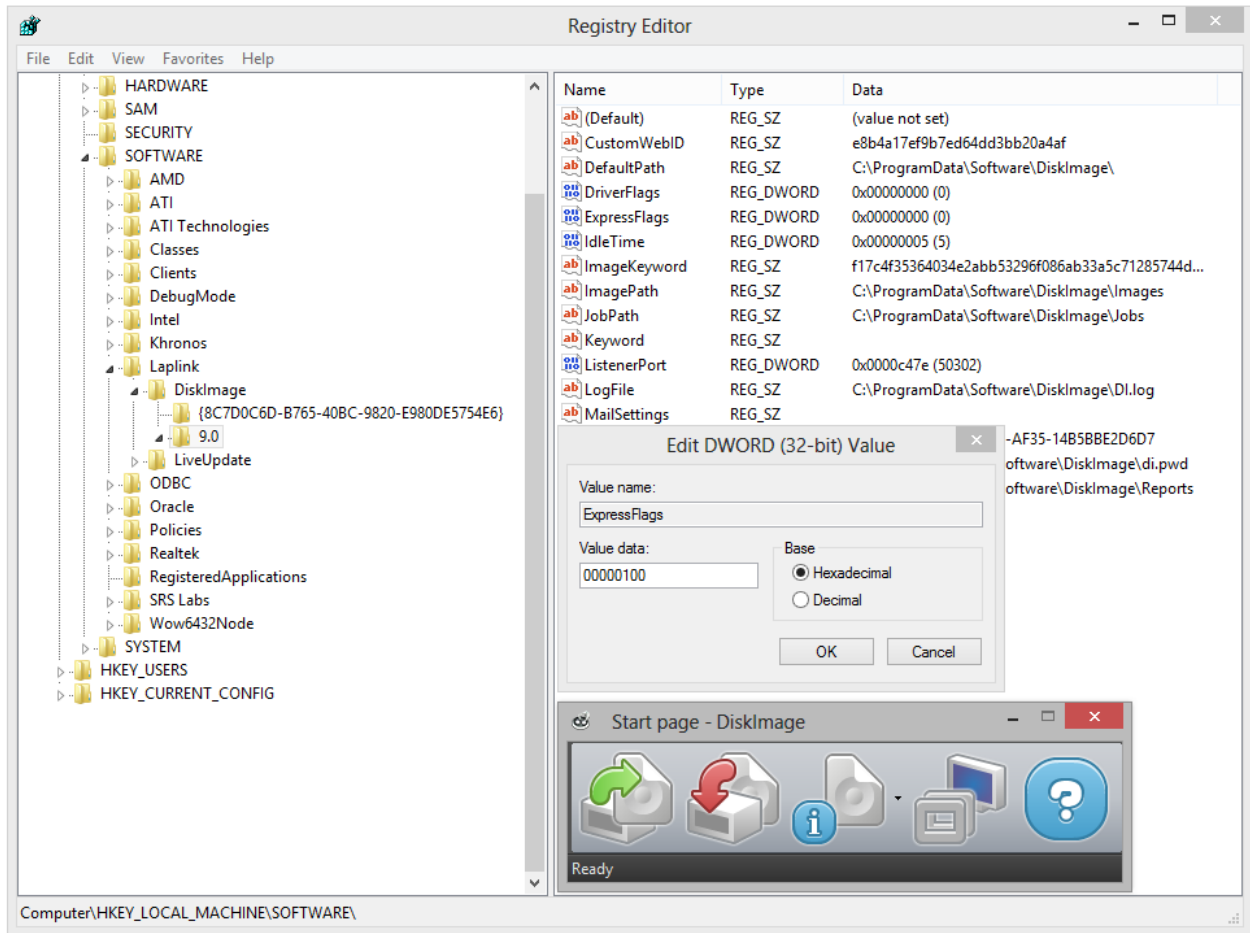 Registry Editor
File Edit View Favorites Help
HARDWARE
SAM
SECURITY
SOFTWARE
AMD
ATI
ATI Technologies
Classes
Clients
DebugMode
Intel
Khronos
Laplink
DiskImage
{8C7D0C6D-B765-40BC-9820-E980DE5754E6}
9.0
LiveUpdate
ODBC
Oracle
Policies
Realtek
RegisteredApplications
SRS Labs
Wow6432Node
SYSTEM
HKEY_USERS
HKEY_CURRENT_CONFIG
Name Type Data
(Default) REG_SZ (value not set)
CustomWebID REG_SZ e8b4a17ef9b7ed64dd3bb20a4af
DefaultPath REG_SZ C:\ProgramData\Software\DiskImage\
DriverFlags REG_DWORD 0x00000000 (0)
ExpressFlags REG_DWORD 0x00000000 (0)
IdleTime REG_DWORD 0x00000005 (5)
ImageKeyword REG_SZ f17c4f35364034e2abb53296f086ab33a5c71285744d...
ImagePath REG_SZ C:\ProgramData\Software\DiskImage\Images
JobPath REG_SZ C:\ProgramData\Software\DiskImage\Jobs
Keyword REG_SZ
ListenerPort REG_DWORD 0x0000c47e (50302)
LogFile REG_SZ C:\ProgramData\Software\DiskImage\DI.log
MailSettings REG_SZ
-AF35-14B5BBE2D6D7
oftware\DiskImage\di.pwd
oftware\DiskImage\Reports
Edit DWORD (32-bit) Value
Value name:
ExpressFlags
Value data:
00000100
Base
Hexadecimal
Decimal
OK Cancel
Start page - DiskImage
Ready
Computer\HKEY_LOCAL_MACHINE\SOFTWARE\